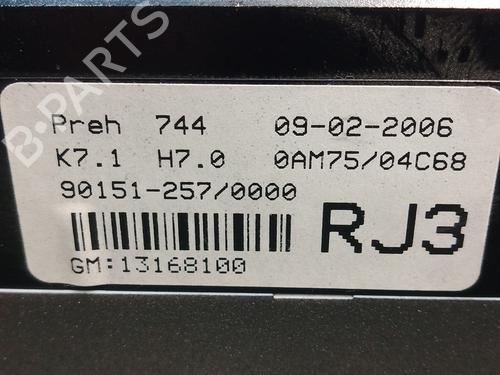 Preh 744 09-02-2006
K7.1 H7.0 0AM75/04C68
90151-257/0000
RJ3
GM:13168100
B-PARTS